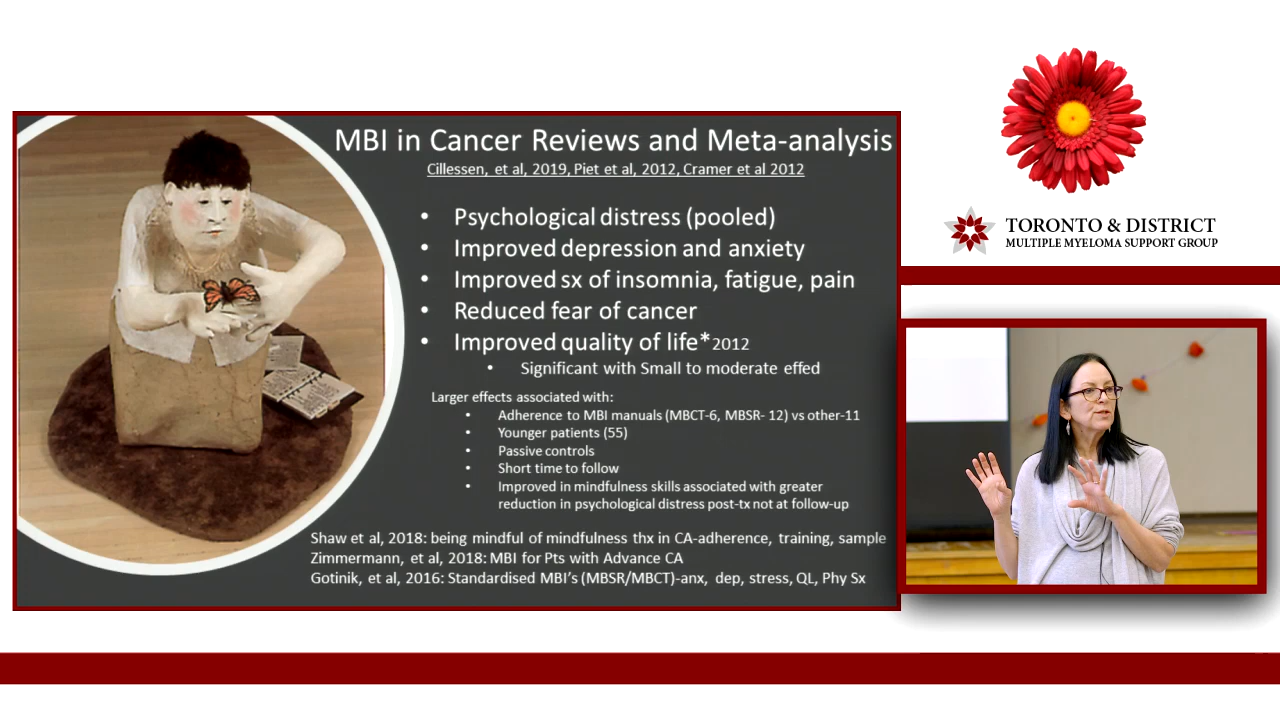 MBI in Cancer Reviews and Meta-analysis
Cillessen, et al, 2019, Piet et al, 2012, Cramer et al 2012
• Psychological distress (pooled)
• Improved depression and anxiety
• Improved sx of insomnia, fatigue, pain
• Reduced fear of cancer
• Improved quality of life*2012
• Significant with Small to moderate effed
Larger effects associated with:
• Adherence to MBI manuals (MBCT-6, MBSR- 12) vs other-11
• Younger patients (55)
• Passive controls
• Short time to follow
• Improved in mindfulness skills associated with greater
reduction in psychological distress post-tx not at follow-up
Shaw et al, 2018: being mindful of mindfulness thx in CA-adherence, training, sample
Zimmermann, et al, 2018: MBI for Pts with Advance CA
Gotinik, et al, 2016: Standardised MBI's (MBSR/MBCT)-anx, dep, stress, QL, Phy Sx
TORONTO & DISTRICT
MULTIPLE MYELOMA SUPPORT GROUP